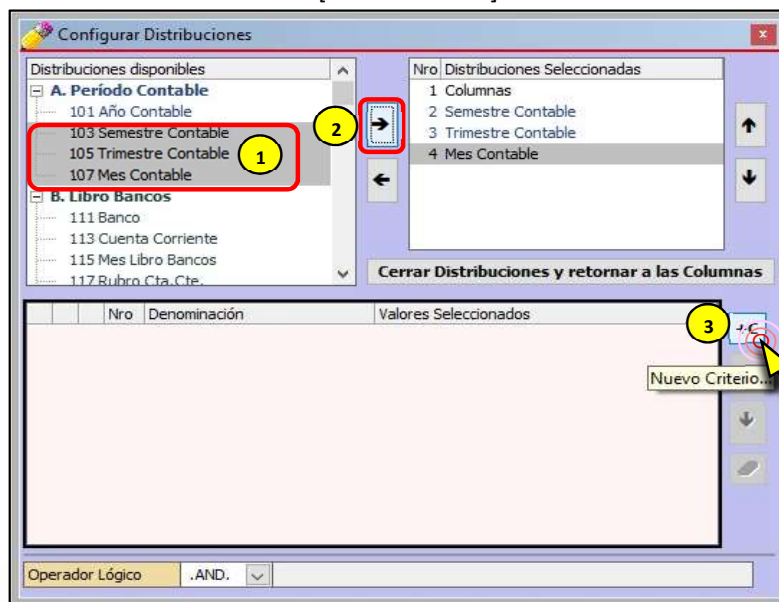 Configurar Distribuciones
Distribuciones disponibles
A. Período Contable
101 Año Contable
103 Semestre Contable
105 Trimestre Contable
107 Mes Contable
B. Libro Bancos
111 Banco
113 Cuenta Corriente
115 Mes Libro Bancos
117 Rubro Cta.Cte.
1
2
Nro Distribuciones Seleccionadas
1 Columnas
2 Semestre Contable
3 Trimestre Contable
4 Mes Contable
Cerrar Distribuciones y retornar a las Columnas
Nro Denominación Valores Seleccionados
3
+C
Nuevo Criterio...
Operador Lógico .AND.